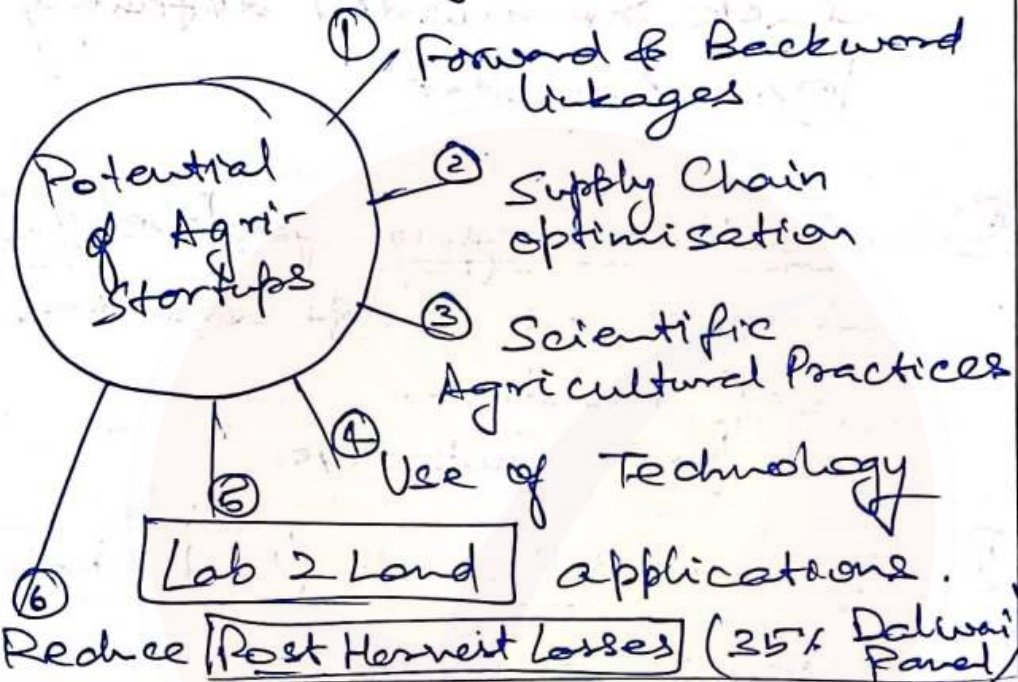 Potential
of Agri-
Startups
① Forward & Backward
linkages
② Supply Chain
optimisation
③ Scientific
Agricultural Practices
④ Use of Technology
⑤ Lab 2 Land applications.
⑥ Reduce Post Harvest Losses (35% Dalwai
Panel)